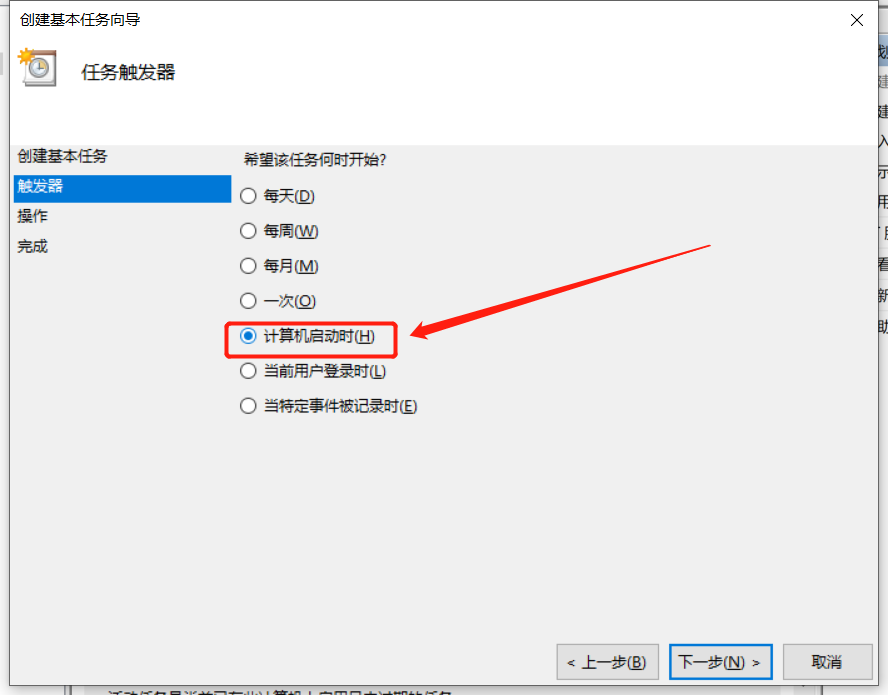 创建基本任务向导
任务触发器
创建基本任务
触发器
操作
完成
希望该任务何时开始?
每天(D)
每周(W)
每月(M)
一次(O)
计算机启动时(H)
当前用户登录时(L)
当特定事件被记录时(E)
< 上一步(B)
下一步(N) >
取消